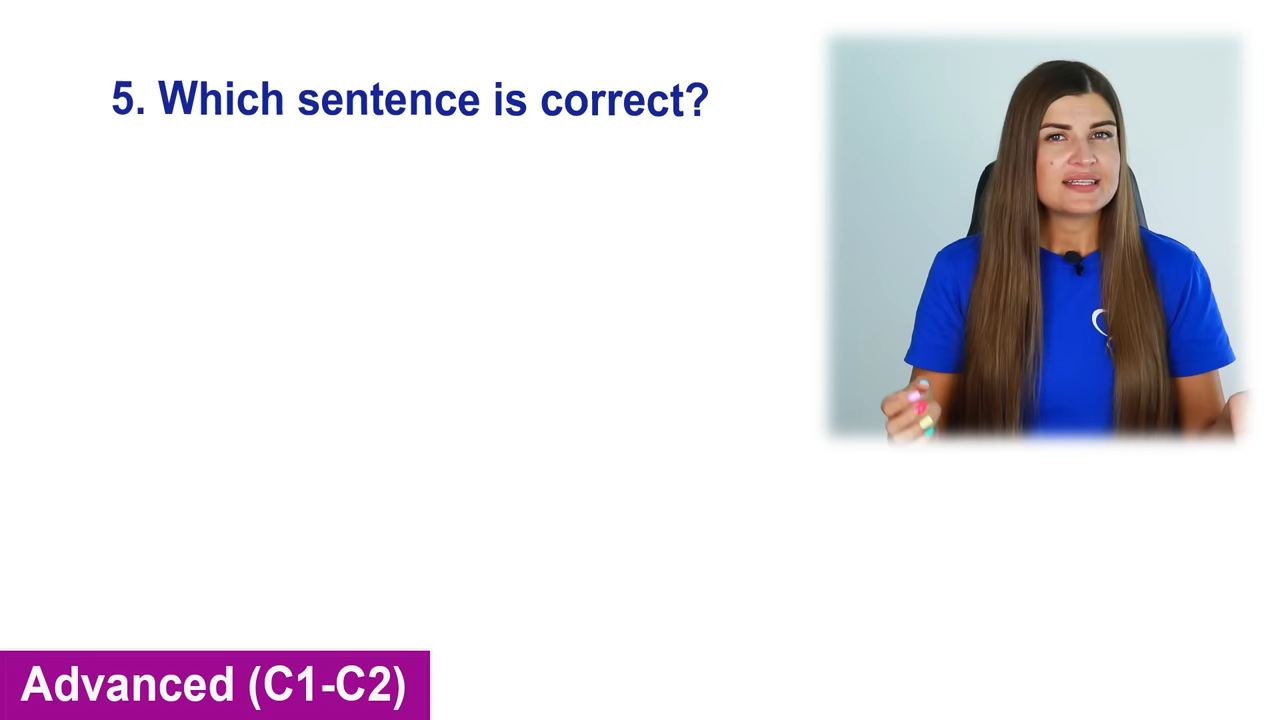 5. Which sentence is correct?
Advanced (C1-C2)